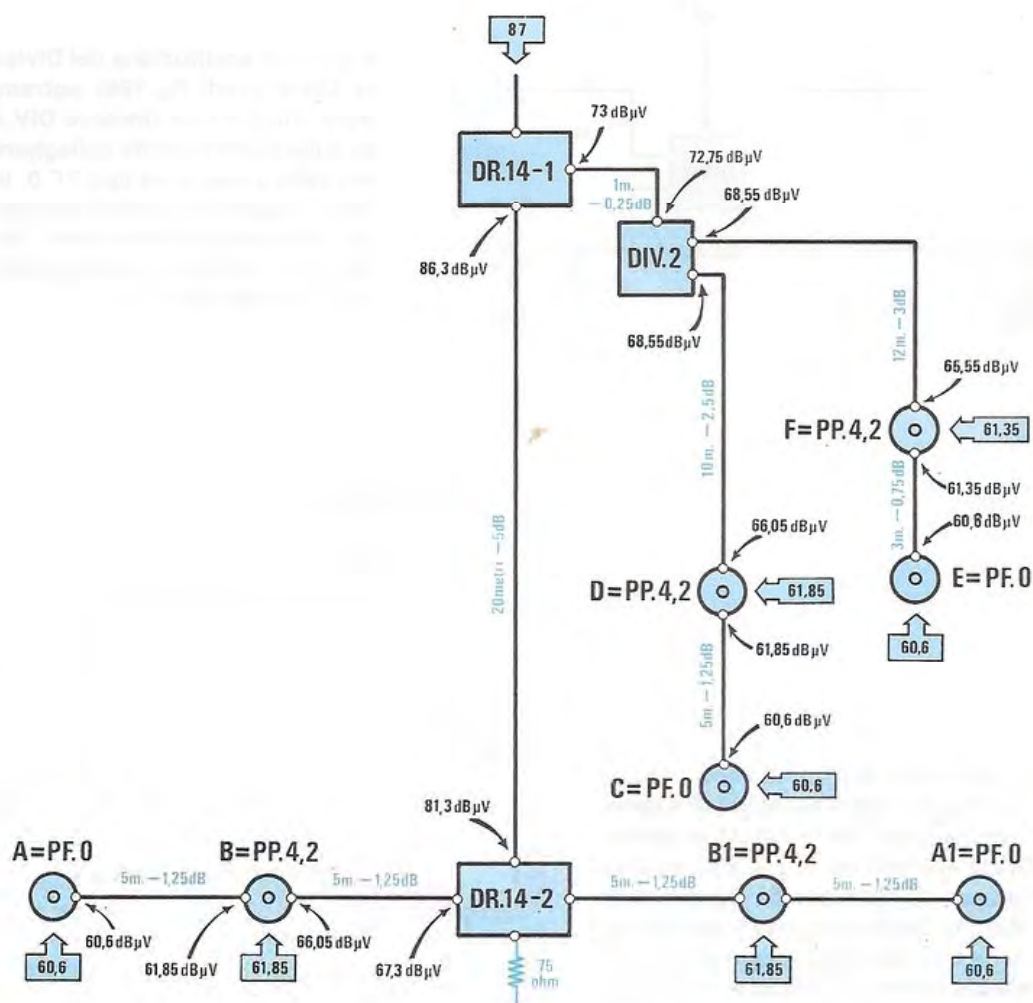 87
73 dBµV
DR.14-1
1m.
-0,25dB
72,75 dBµV
68,55 dBµV
86,3 dBµV
DIV.2
68,55 dBµV
12m. -3dB
65,55 dBµV
F=PP.4,2
61,35
10m. -2,5dB
61,35 dBµV
3m. -0,75dB
60,6 dBµV
20metri -5dB
66,05 dBµV
D=PP.4,2
61,85
E=PF.0
61,85 dBµV
60,6
5m. -1,25dB
60,6 dBµV
C=PF.0
60,6
81,3 dBµV
A=PF.0
B=PP.4,2
B1=PP.4,2
A1=PF.0
5m. -1,25dB
5m. -1,25dB
DR.14-2
5m. -1,25dB
5m. -1,25dB
60,6 dBµV
61,85 dBµV
66,05 dBµV
67,3 dBµV
60,6
61,85
75
ohm
61,85
60,6